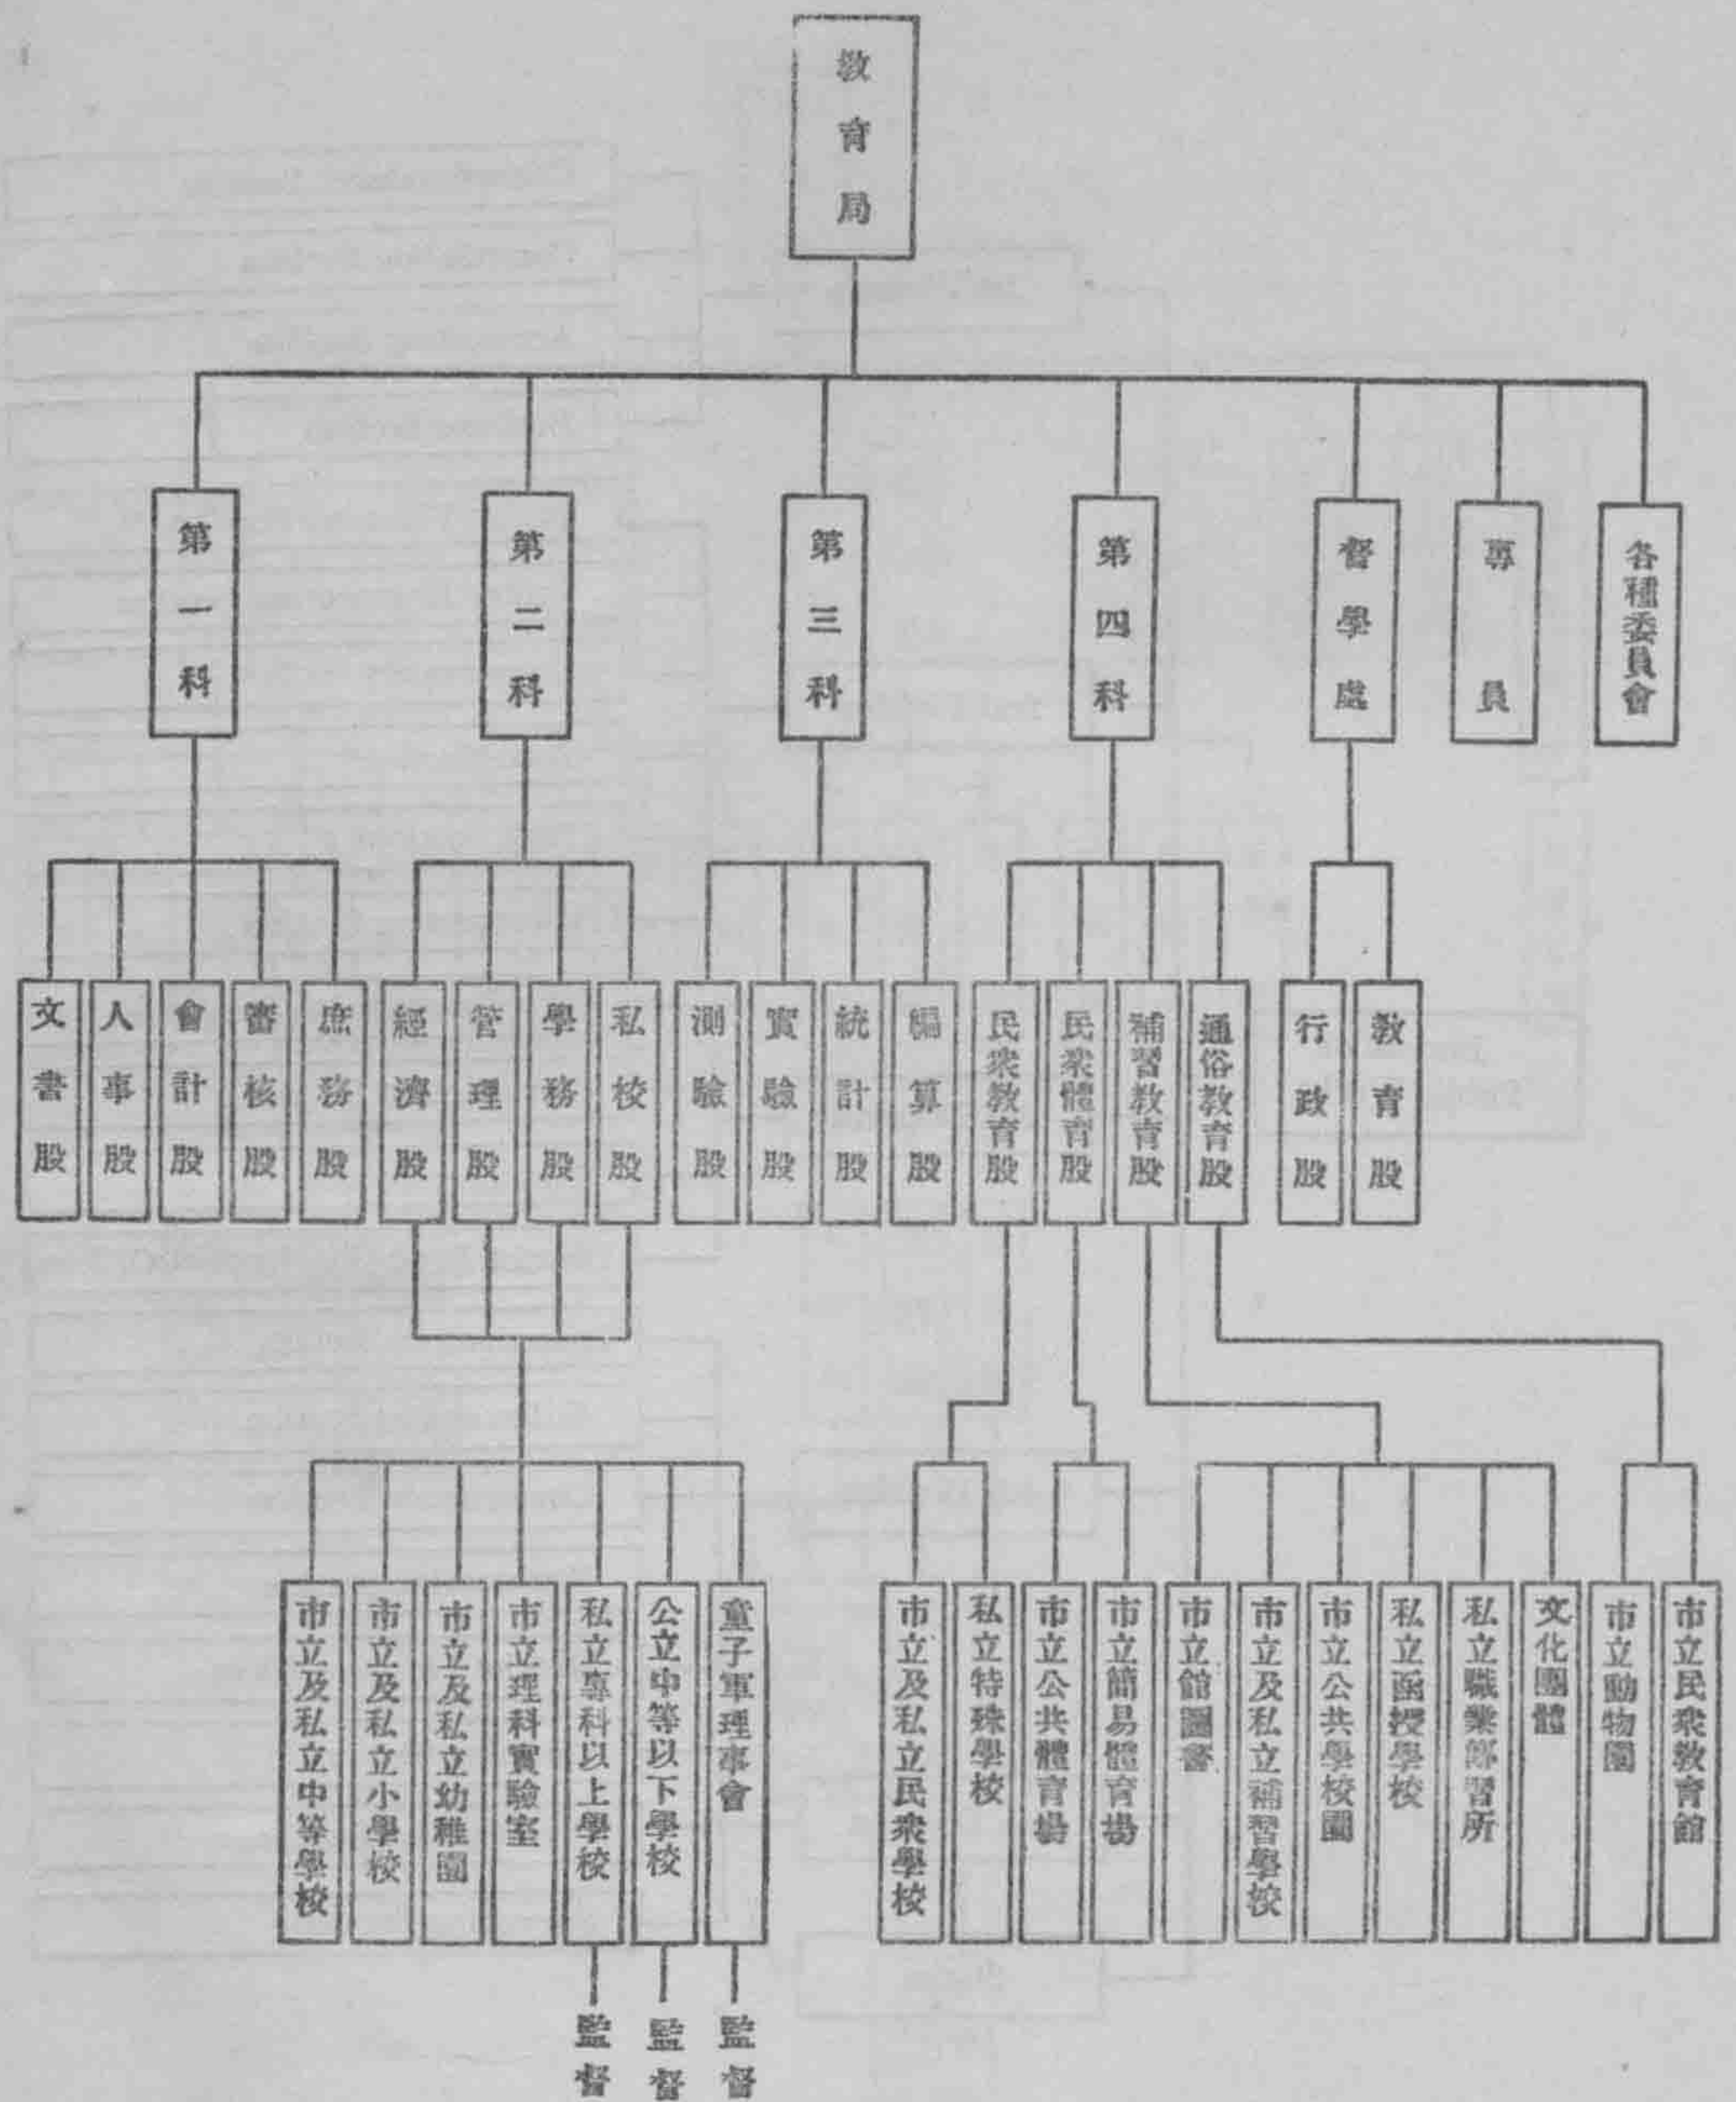 教育局
第一科
第二科
第三科
第四科
督學處
專員
各種委員會
文書股
人事股
會計股
審核股
庶務股
經濟股
管理股
學務股
私校股
測驗股
實驗股
統計股
編算股
民衆教育股
民衆體育股
補習教育股
通俗教育股
行政股
教育股
市立及私立中等學校
市立及私立小學校
市立及私立幼稚園
市立理科實驗室
私立專科以上學校
公立中等以下學校
童子軍理事會
市立及私立民衆學校
私立特殊學校
市立公共體育場
市立簡易體育場
市立館圖書
市立及私立補習學校
市立公共學校園
私立函授學校
私立職業傳習所
文化團體
市立動物園
市立民衆教育館
監督
監督
監督